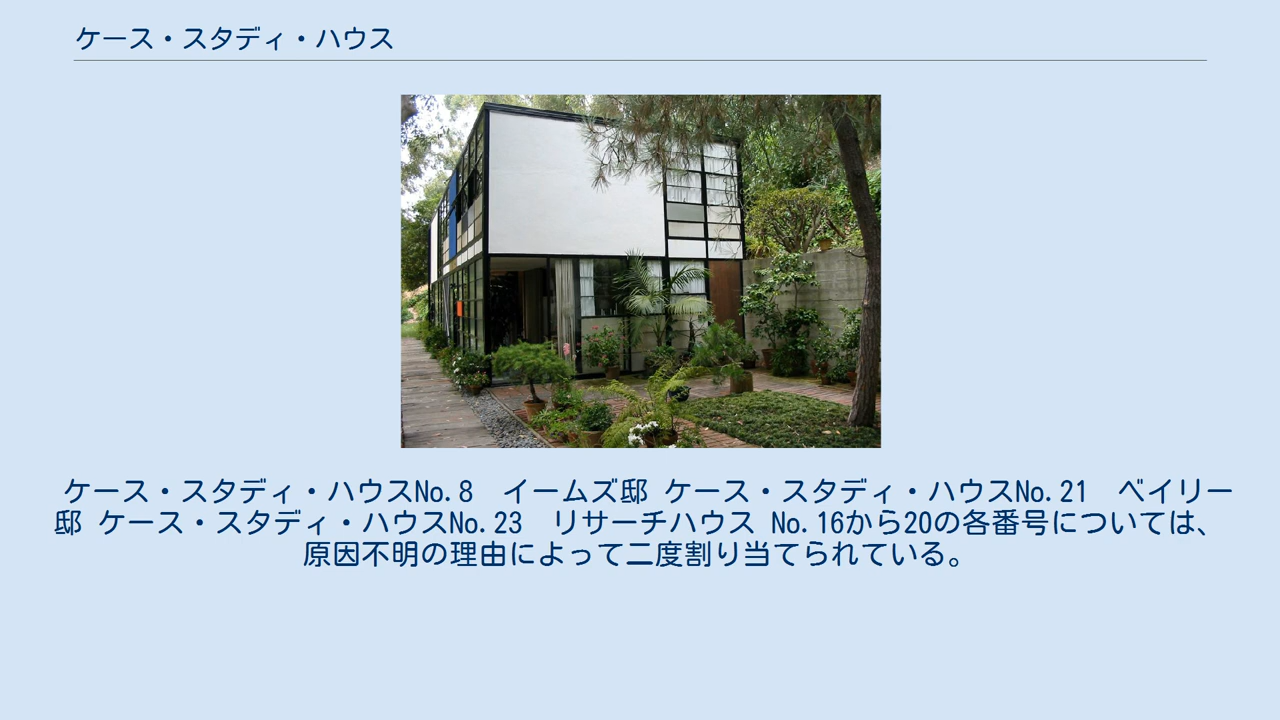 ケース・スタディ・ハウス
ケース・スタディ・ハウスNo.8　イームズ邸 ケース・スタディ・ハウスNo.21　ベイリー
邸 ケース・スタディ・ハウスNo.23　リサーチハウス No.16から20の各番号については、
原因不明の理由によって二度割り当てられている。